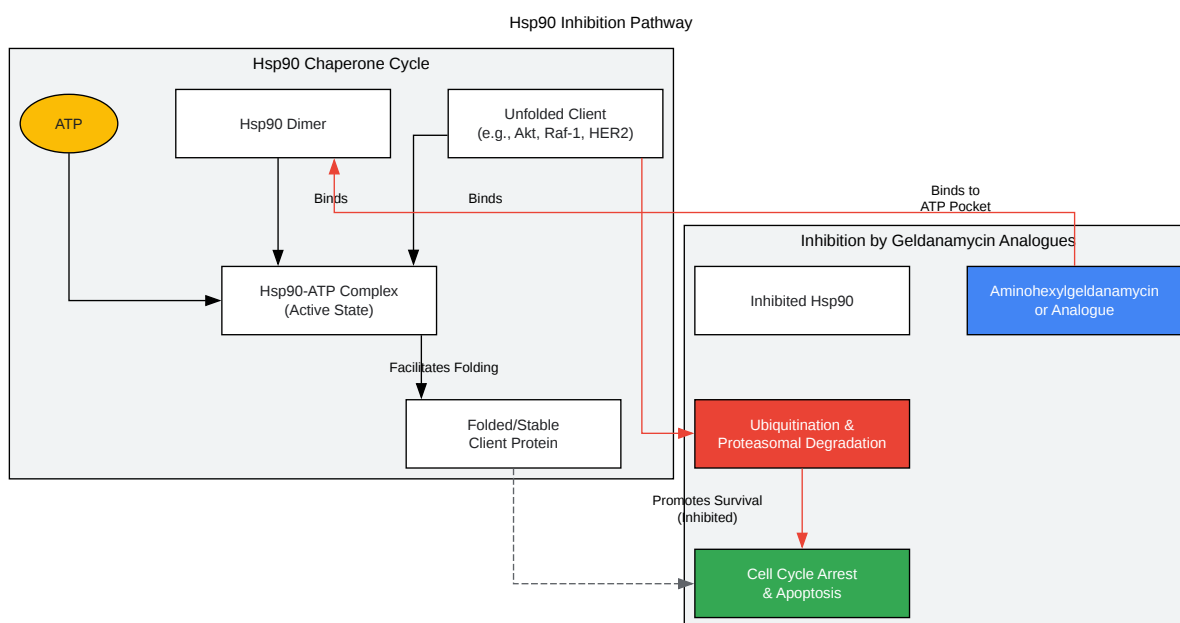 Hsp90 Inhibition Pathway
Hsp90 Chaperone Cycle
ATP
Hsp90 Dimer
Unfolded Client
(e.g., Akt, Raf-1, HER2)
Binds
Binds
Binds to
ATP Pocket
Inhibition by Geldanamycin Analogues
Hsp90-ATP Complex
(Active State)
Inhibited Hsp90
Aminohexylgeldanamycin
or Analogue
Facilitates Folding
Folded/Stable
Client Protein
Ubiquitination &
Proteasomal Degradation
Promotes Survival
(Inhibited)
Cell Cycle Arrest
& Apoptosis